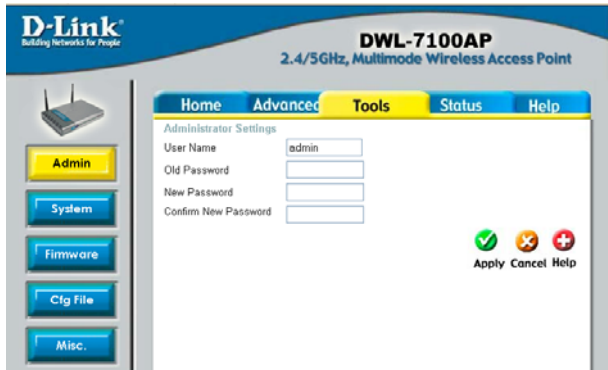 D-Link
Building Networks for People
DWL-7100AP
2.4/5GHz, Multimode Wireless Access Point
Home Advanced Tools Status Help
Administrator Settings
User Name admin
Old Password
New Password
Confirm New Password
Apply Cancel Help
Admin
System
Firmware
Cfg File
Misc.